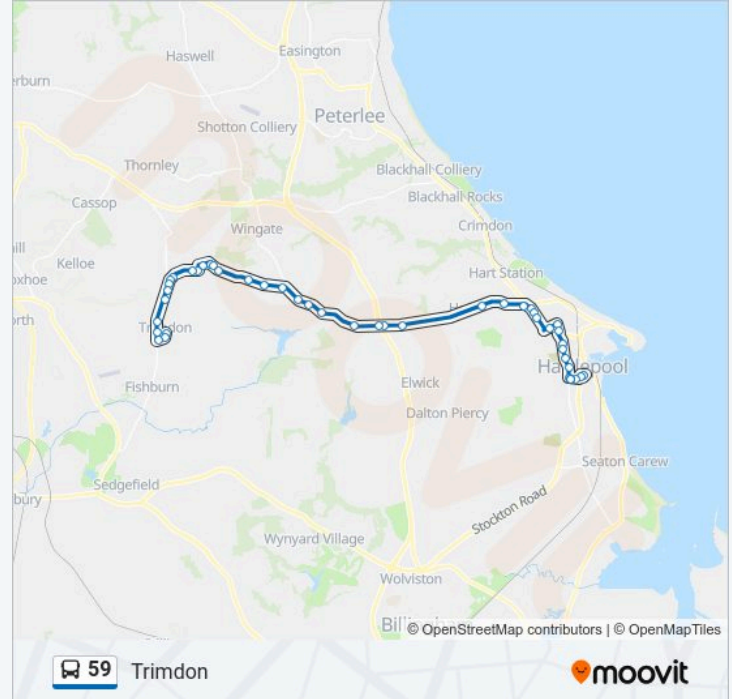 Haswell
Easington
Peterlee
Shotton Colliery
Thornley
Blackhall Colliery
Blackhall Rocks
Cassop
Wingate
Crimdon
Kelloe
Hart Station
Fishburn
Elwick
Dalton Piercy
Seaton Carew
Sedgefield
Stockton Road
Wynyard Village
Wolviston
© OpenStreetMap contributors | © OpenMapTiles
59 Trimdon
moovit